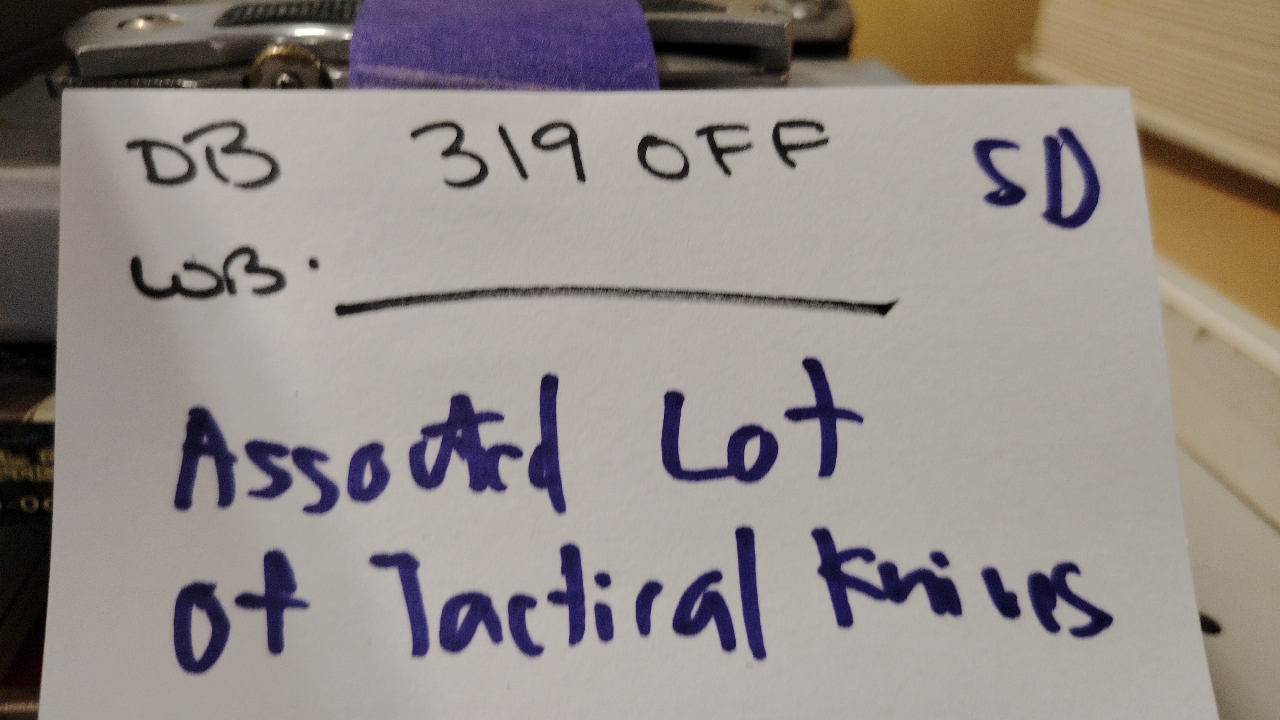 DB 319 OFF SD
WB.
Assorted Lot
of Tactical Knives